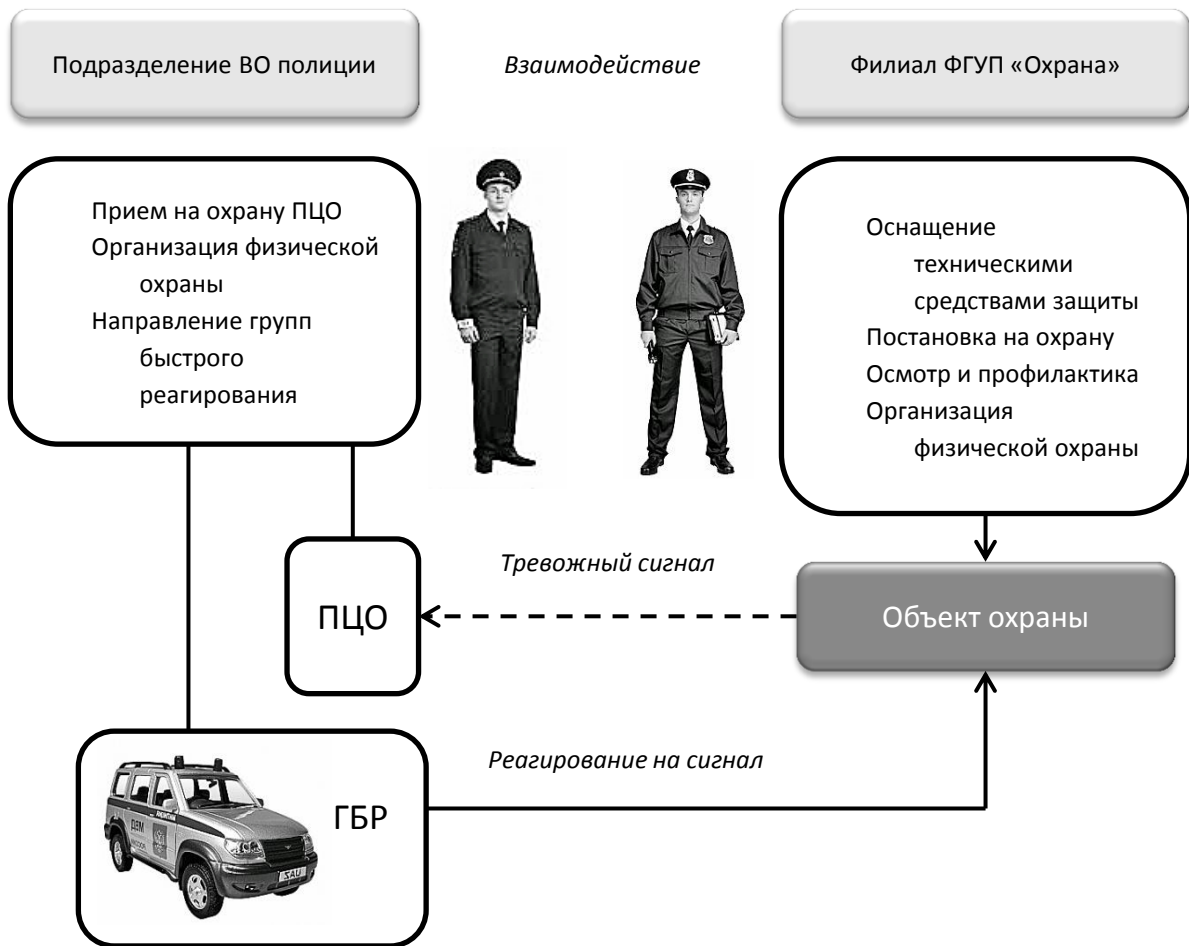 Подразделение ВО полиции
Взаимодействие
Филиал ФГУП «Охрана»
Прием на охрану ПЦО
Организация физической
охраны
Направление групп
быстрого
реагирования
Оснащение
техническими
средствами защиты
Постановка на охрану
Осмотр и профилактика
Организация
физической охраны
Тревожный сигнал
ПЦО
Объект охраны
Реагирование на сигнал
ГБР
UAZ